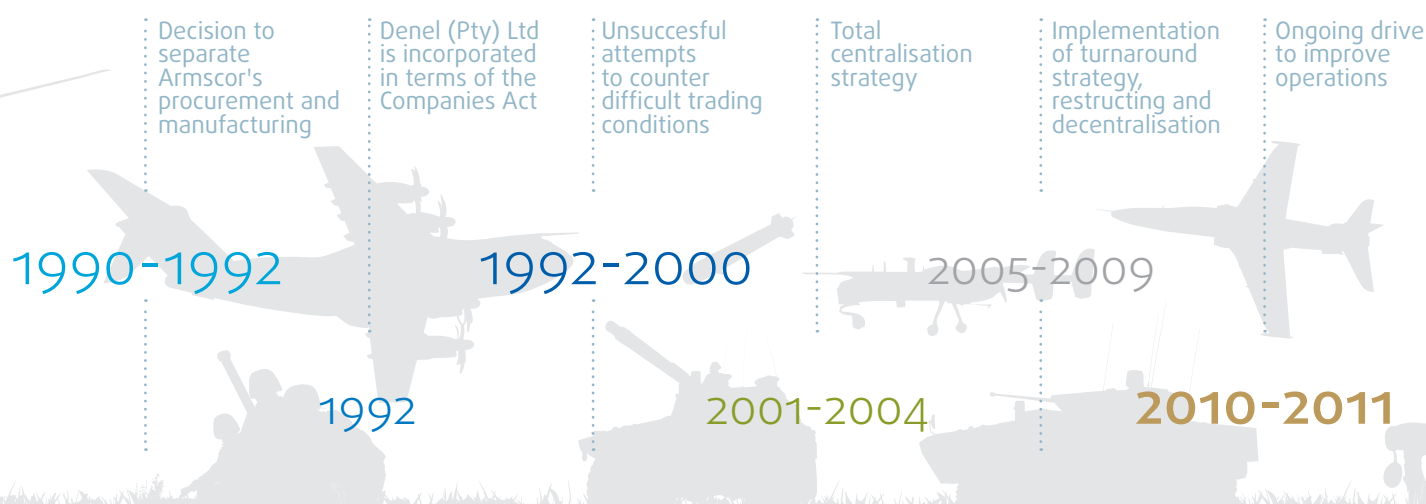 Decision to
separate
Armscor's
procurement and
manufacturing
Denel (Pty) Ltd
is incorporated
in terms of the
Companies Act
Unsuccesful
attempts
to counter
difficult trading
conditions
Total
centralisation
strategy
Implementation
of turnaround
strategy,
restructing and
decentralisation
Ongoing drive
to improve
operations
1990-1992
1992-2000
2005-2009
1992
2001-2004
2010-2011